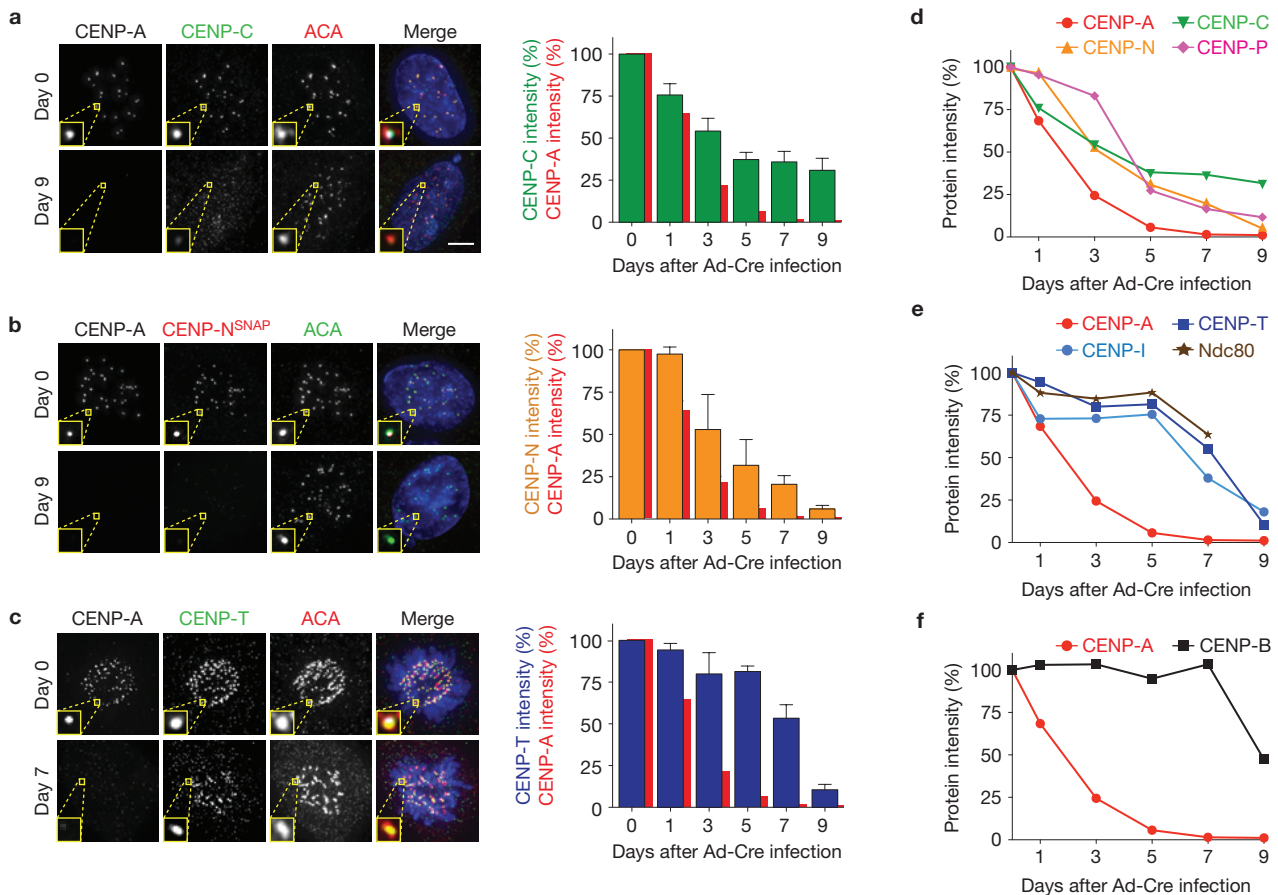 a
CENP-A CENP-C ACA Merge
Day 0
Day 9
CENP-C intensity (%)
CENP-A intensity (%)
100
75
50
25
0
0 1 3 5 7 9
Days after Ad-Cre infection
b
CENP-A CENP-N^SNAP ACA Merge
Day 0
Day 9
CENP-N intensity (%)
CENP-A intensity (%)
100
75
50
25
0
0 1 3 5 7 9
Days after Ad-Cre infection
c
CENP-A CENP-T ACA Merge
Day 0
Day 7
CENP-T intensity (%)
CENP-A intensity (%)
100
75
50
25
0
0 1 3 5 7 9
Days after Ad-Cre infection
d
CENP-A CENP-C
CENP-N CENP-P
Protein intensity (%)
100
75
50
25
0
1 3 5 7 9
Days after Ad-Cre infection
e
CENP-A CENP-T
CENP-I Ndc80
Protein intensity (%)
100
75
50
25
0
1 3 5 7 9
Days after Ad-Cre infection
f
CENP-A CENP-B
Protein intensity (%)
100
75
50
25
0
1 3 5 7 9
Days after Ad-Cre infection